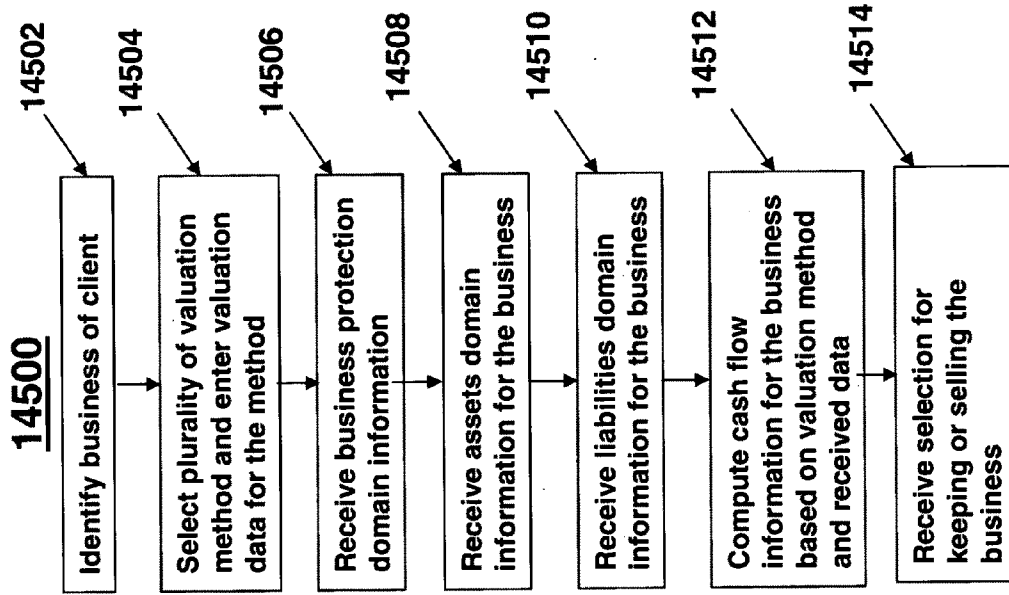 14500
Identify business of client
14502
Select plurality of valuation
method and enter valuation
data for the method
14504
Receive business protection
domain information
14506
Receive assets domain
information for the business
14508
Receive liabilities domain
information for the business
14510
Compute cash flow
information for the business
based on valuation method
and received data
14512
Receive selection for
keeping or selling the
business
14514